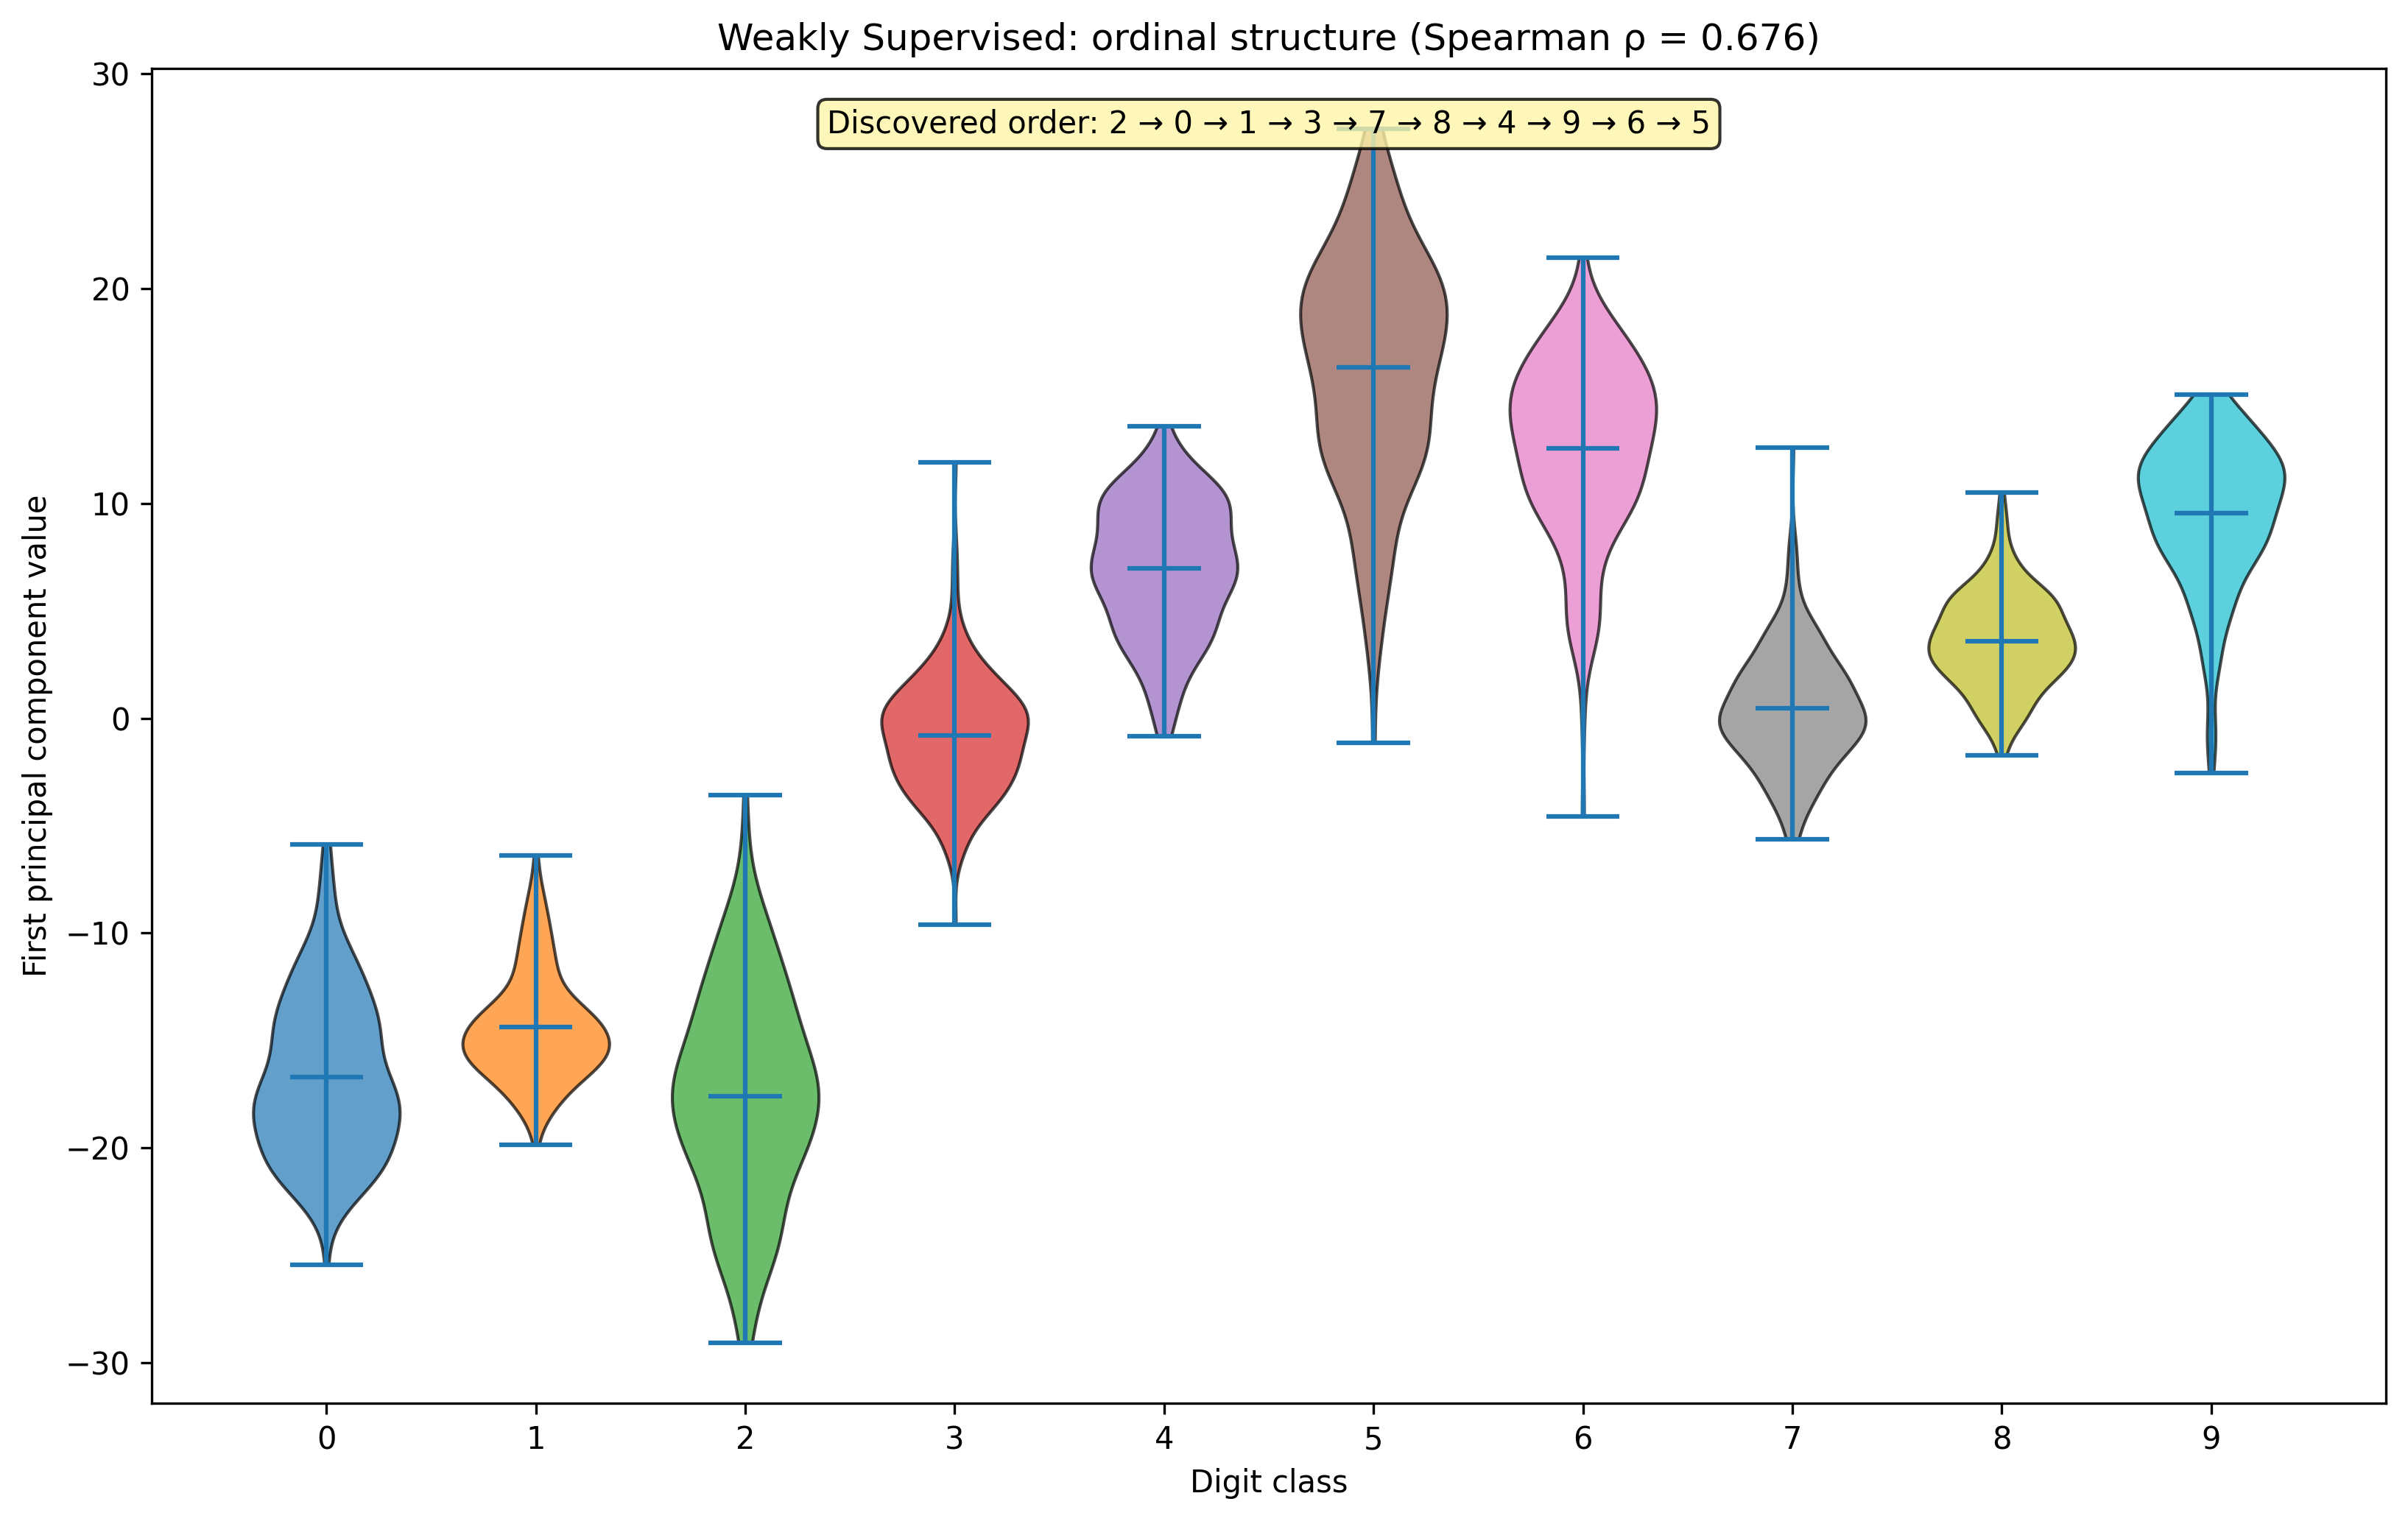 Weakly Supervised: ordinal structure (Spearman ρ = 0.676)
Discovered order: 2 → 0 → 1 → 3 → 7 → 8 → 4 → 9 → 6 → 5
First principal component value
30
20
10
0
−10
−20
−30
0 1 2 3 4 5 6 7 8 9
Digit class